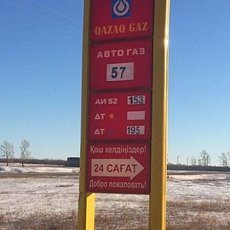 QAZAQ GAZ
АВТО ГАЗ
57
АИ 92 153
ДТ
ДТ 195
Қош келдіңіздер!
24 САҒАТ
Добро пожаловать!